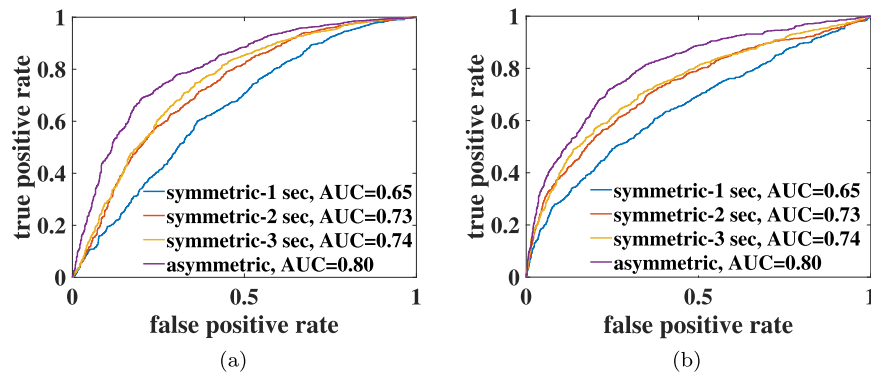 1
0.8
0.6
0.4
0.2
0
0
0.5
1
true positive rate
false positive rate
symmetric-1 sec, AUC=0.65
symmetric-2 sec, AUC=0.73
symmetric-3 sec, AUC=0.74
asymmetric, AUC=0.80
(a)
1
0.8
0.6
0.4
0.2
0
0
0.5
1
true positive rate
false positive rate
symmetric-1 sec, AUC=0.65
symmetric-2 sec, AUC=0.73
symmetric-3 sec, AUC=0.74
asymmetric, AUC=0.80
(b)